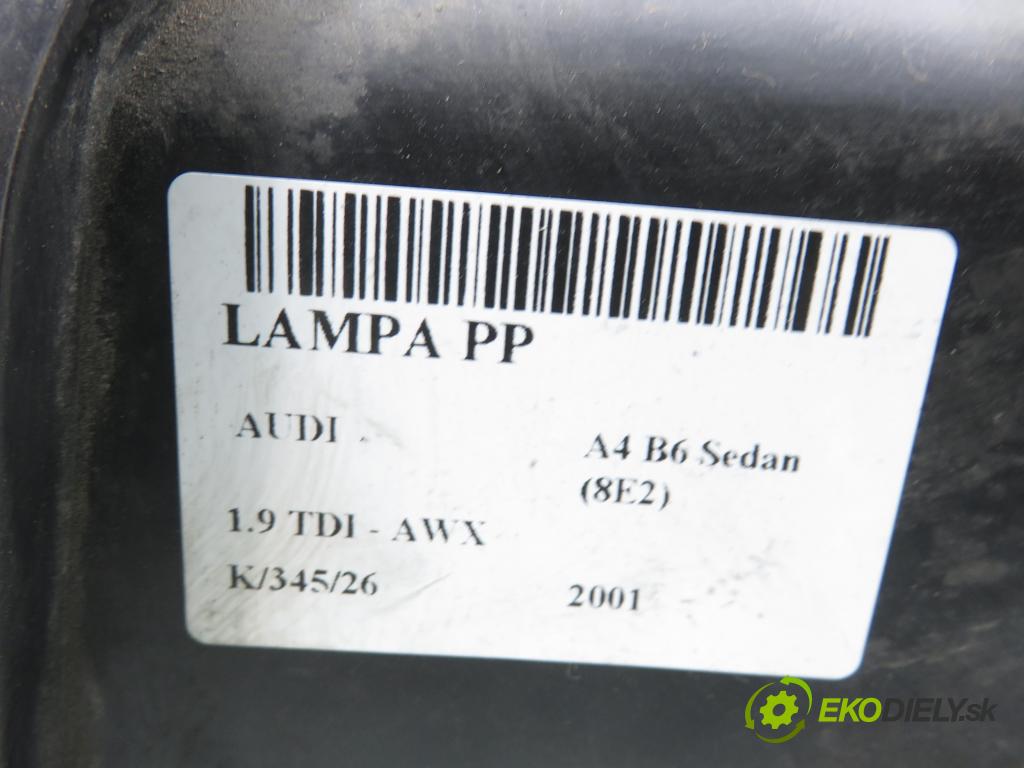 LAMPA PP
AUDI
A4 B6 Sedan
(8E2)
1.9 TDI - AWX
K/345/26
2001
EKODIELY.sk